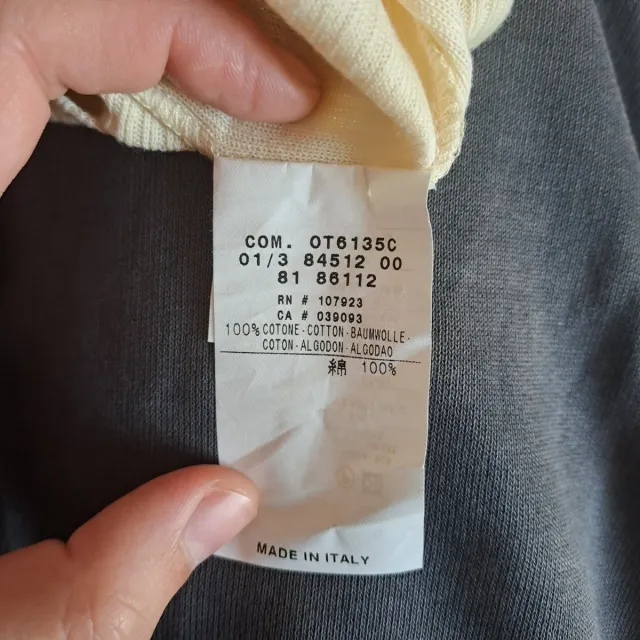 COM. OT6135C
01/3 84512 00
81 86112
RN # 107923
CA # 039093
100% COTONE-COTTON-BAUMWOLLE-
COTON-ALGODON-ALGODAO
綿 100%
MADE IN ITALY